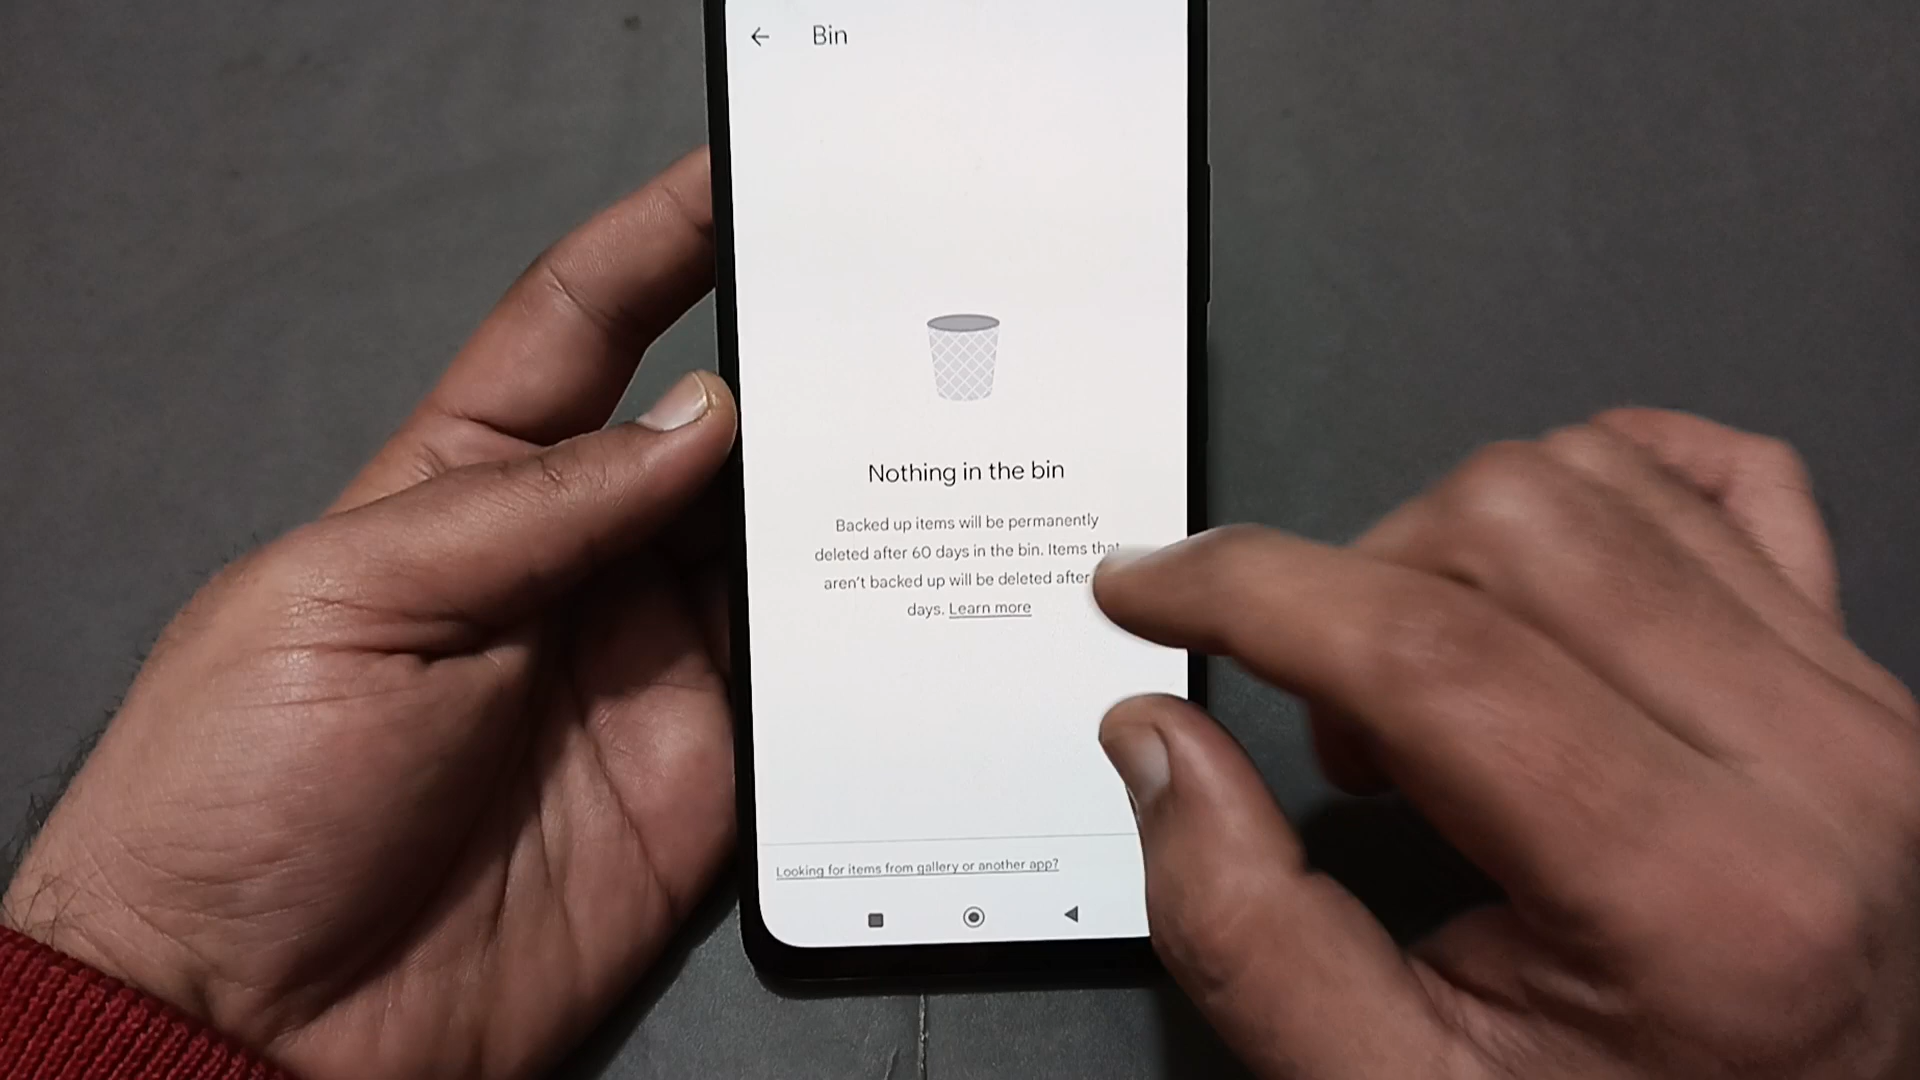 Bin
Nothing in the bin
Backed up items will be permanently
deleted after 60 days in the bin. Items that
aren't backed up will be deleted after
days. Learn more
Looking for items from gallery or another app?